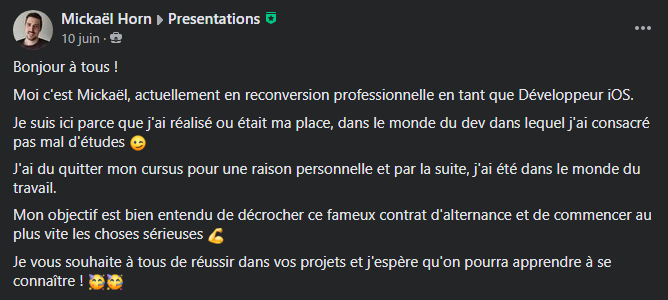 Mickaël Horn ▸ Presentations
10 juin ·
Bonjour à tous !
Moi c'est Mickaël, actuellement en reconversion professionnelle en tant que Développeur iOS.
Je suis ici parce que j'ai réalisé ou était ma place, dans le monde du dev dans lequel j'ai consacré
pas mal d'études 😉
J'ai du quitter mon cursus pour une raison personnelle et par la suite, j'ai été dans le monde du
travail.
Mon objectif est bien entendu de décrocher ce fameux contrat d'alternance et de commencer au
plus vite les choses sérieuses 💪
Je vous souhaite à tous de réussir dans vos projets et j'espère qu'on pourra apprendre à se
connaître ! 🥳🥳